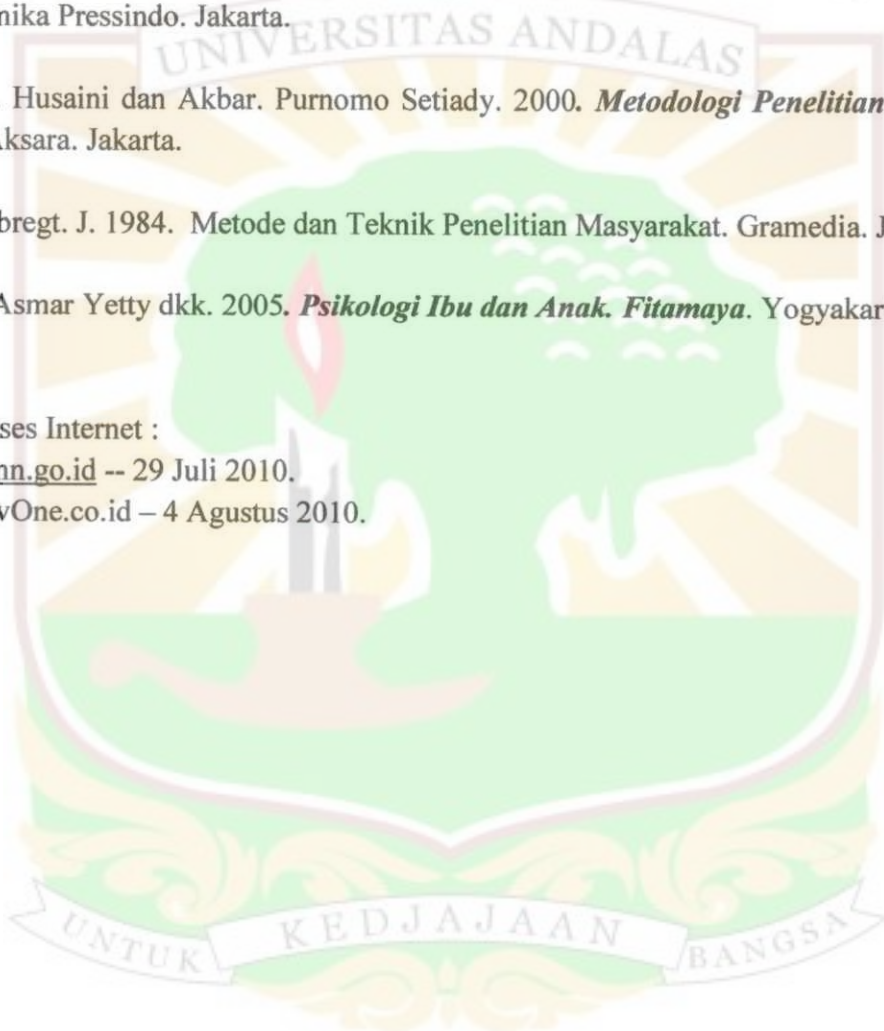 nika Pressindo. Jakarta.
UNIVERSITAS ANDALAS
Husaini dan Akbar. Purnomo Setiady. 2000. Metodologi Penelitian
Aksara. Jakarta.
bregt. J. 1984. Metode dan Teknik Penelitian Masyarakat. Gramedia. J
Asmar Yetty dkk. 2005. Psikologi Ibu dan Anak. Fitamaya. Yogyakar
ses Internet :
nn.go.id -- 29 Juli 2010.
vOne.co.id – 4 Agustus 2010.
UNTUK KEDJAJAAN BANGSA